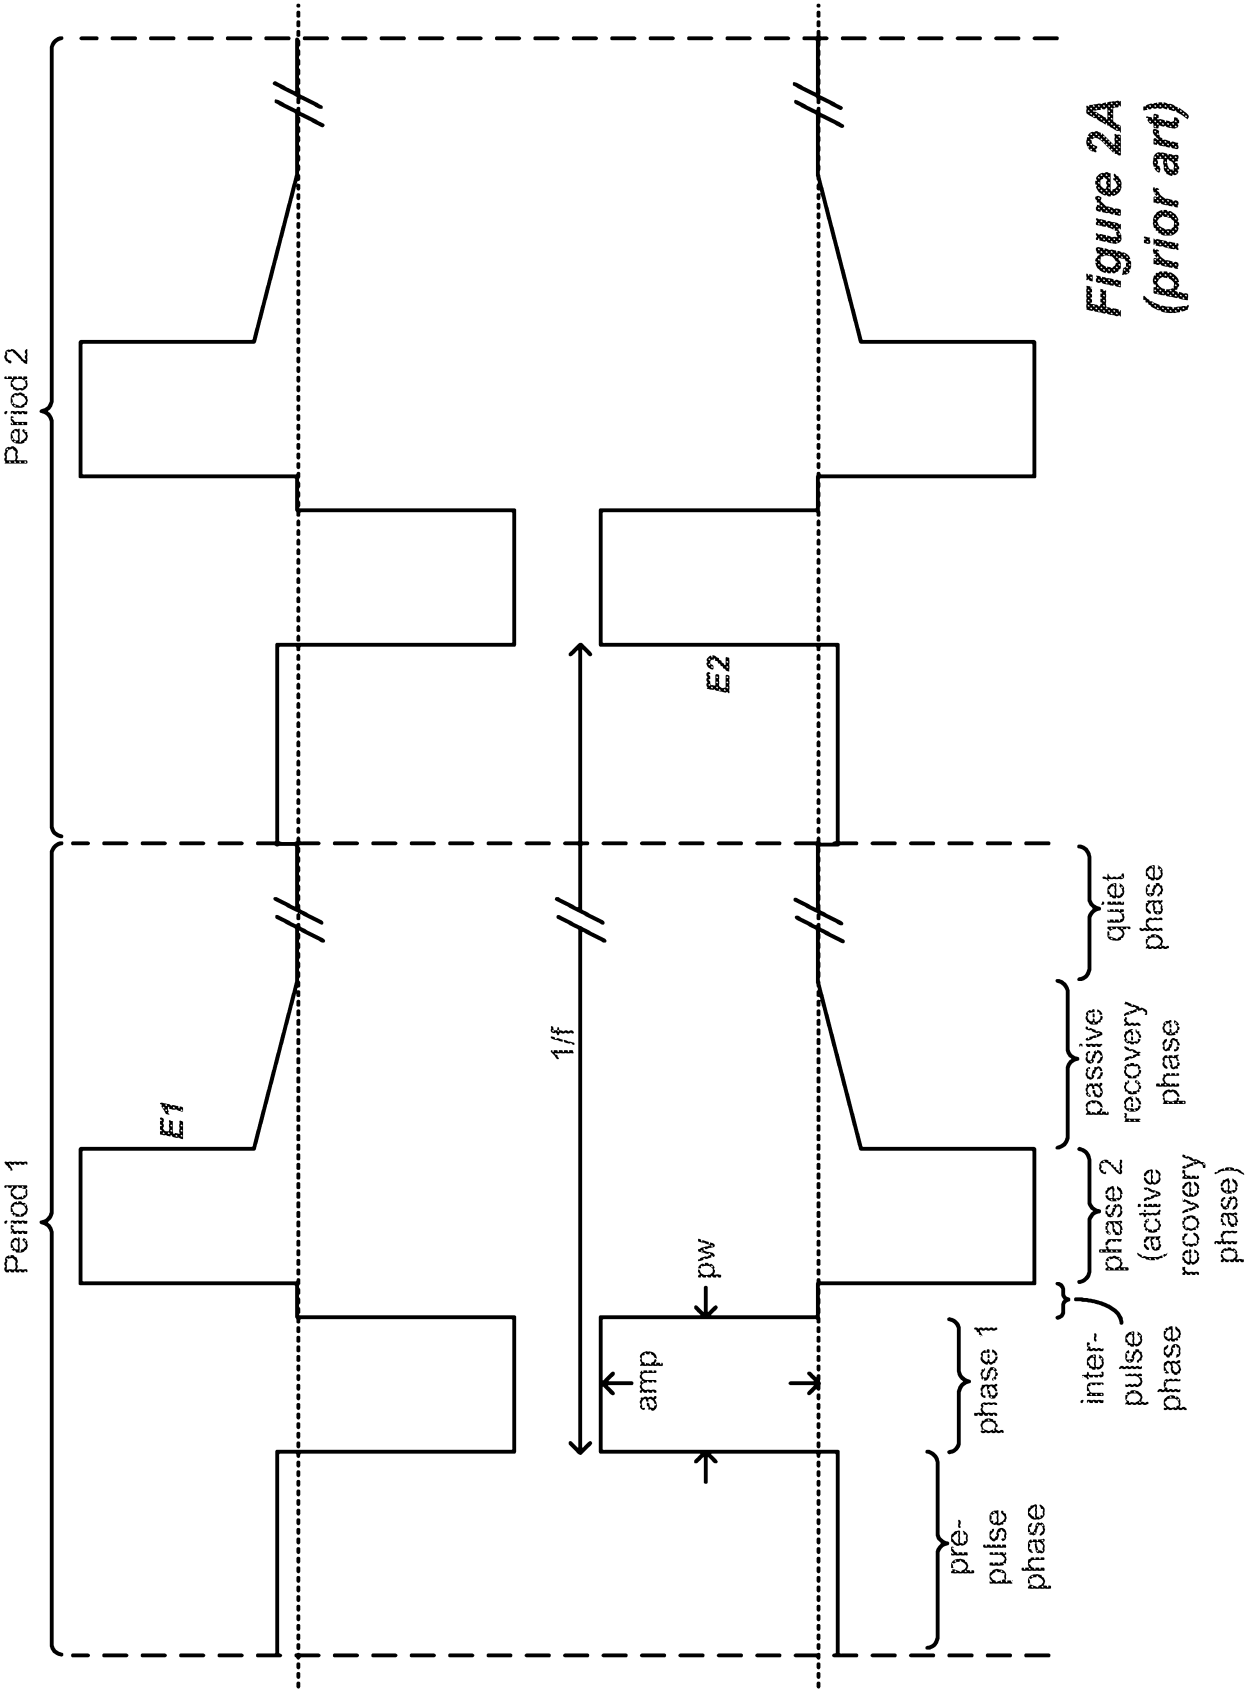 Period 1
Period 2
E1
1/f
E2
amp
pw
pre-
pulse
phase
phase 1
inter-
pulse
phase
phase 2
(active
recovery
phase)
passive
recovery
phase
quiet
phase
Figure 2A
(prior art)